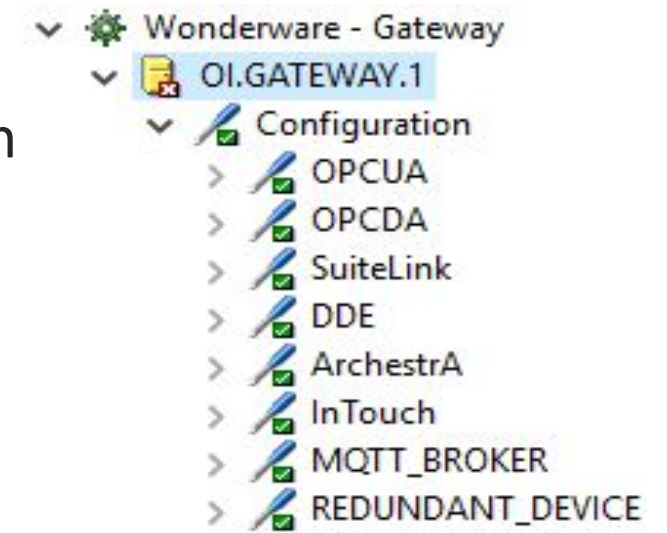 Wonderware - Gateway
OI.GATEWAY.1
n
Configuration
OPCUA
OPCDA
SuiteLink
DDE
ArchestrA
InTouch
MQTT_BROKER
REDUNDANT_DEVICE